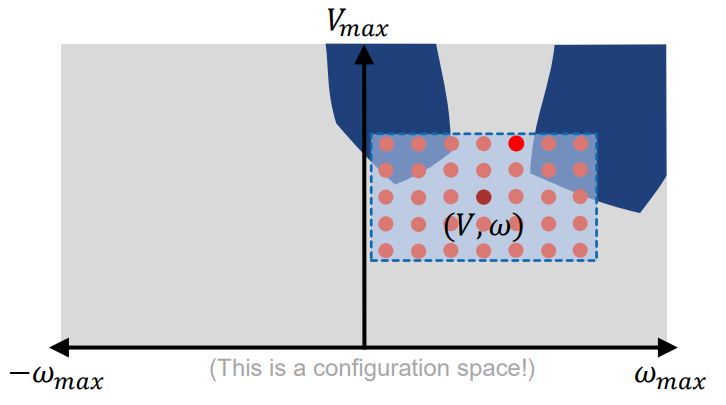 V_max
(V, ω)
(This is a configuration space!)
−ω_max
ω_max